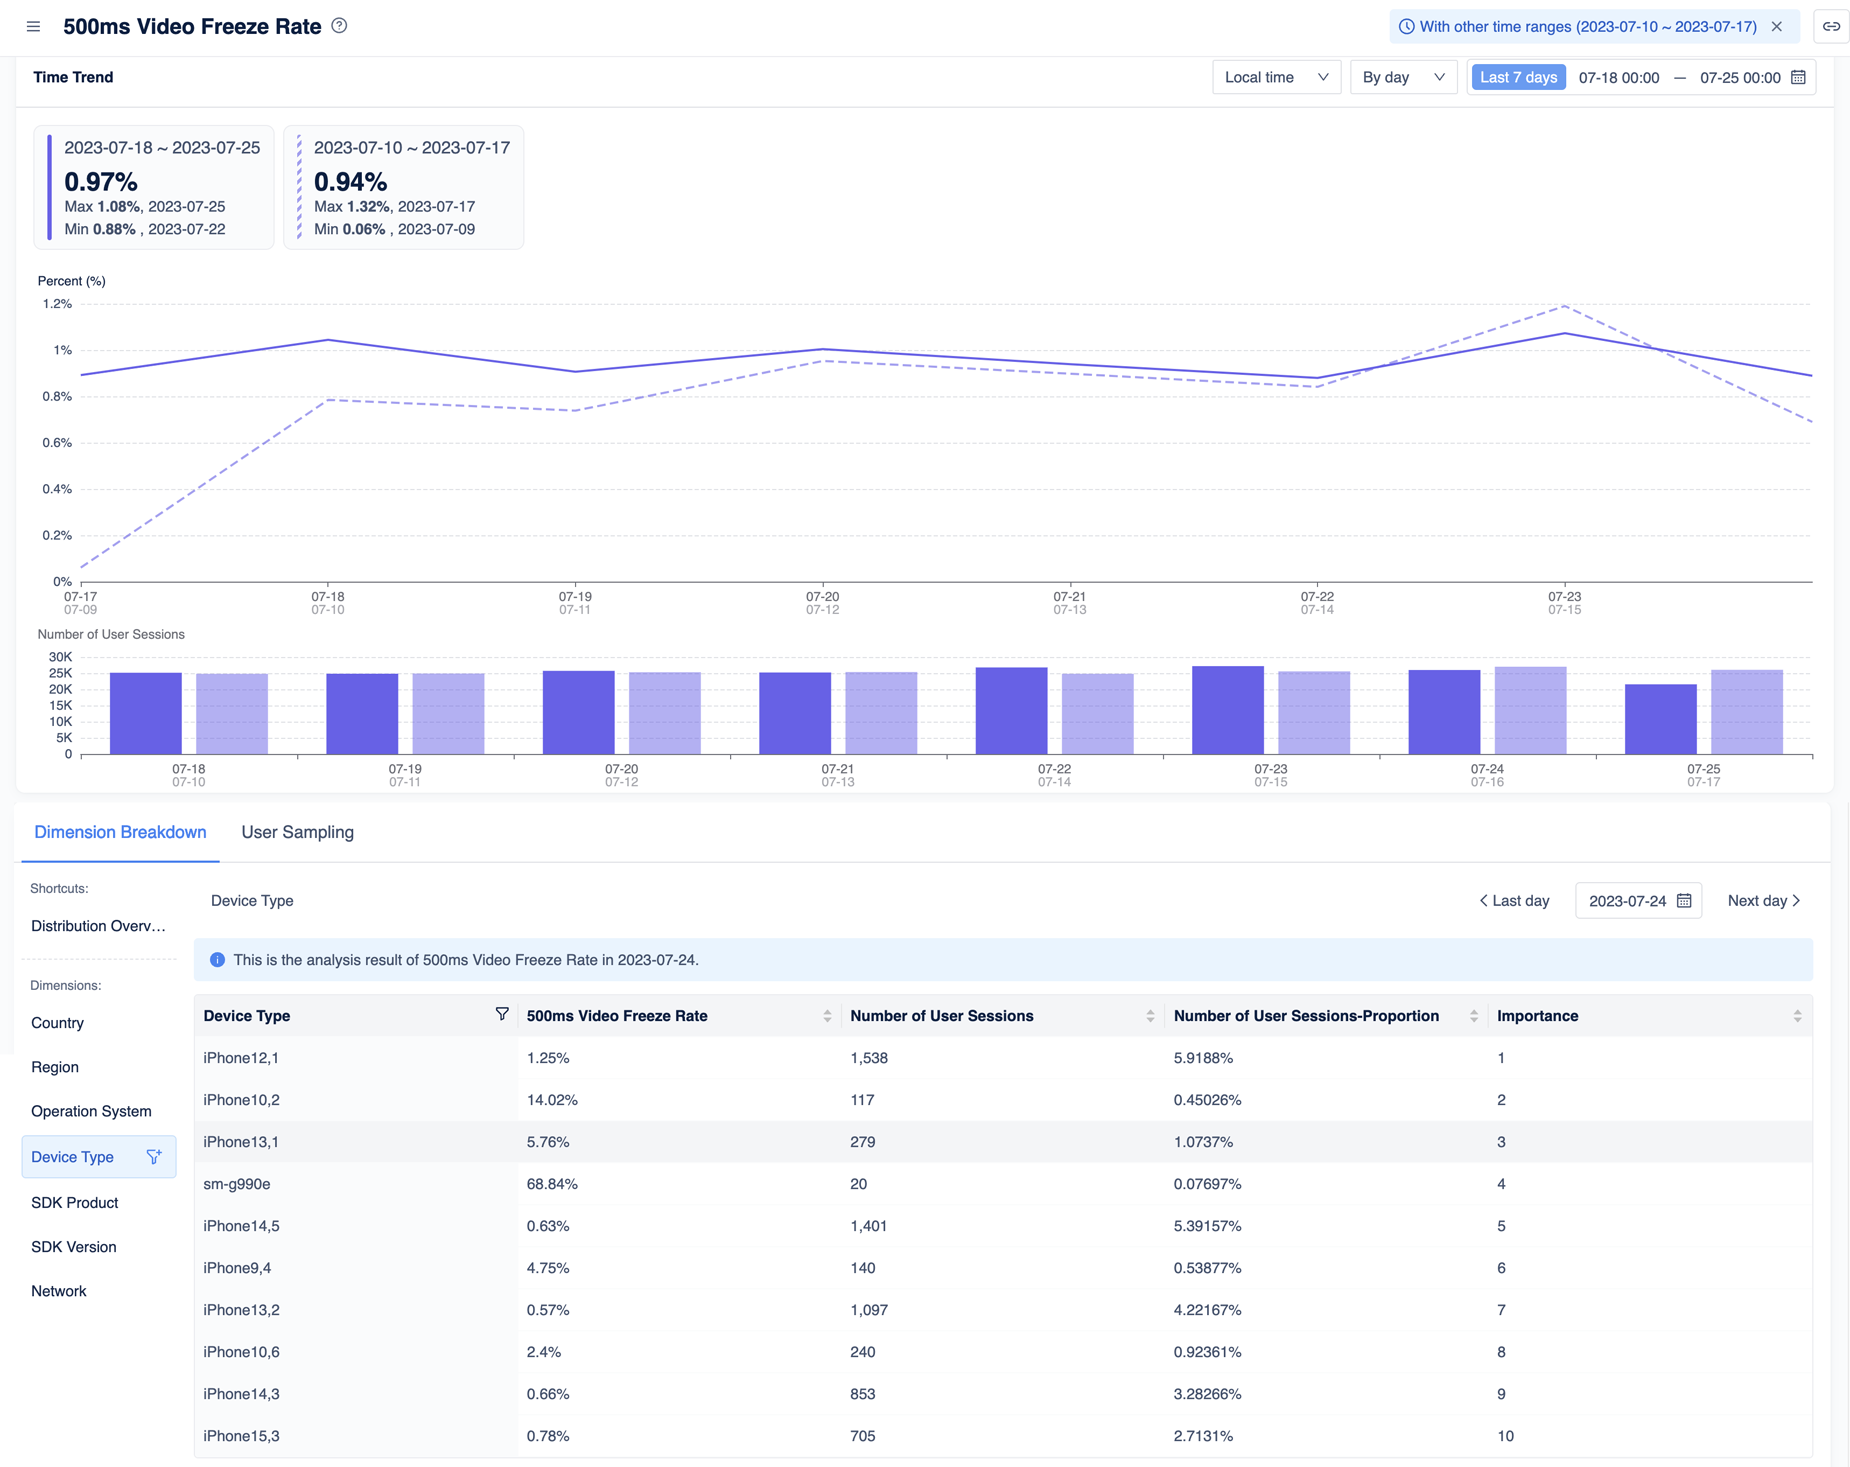 500ms Video Freeze Rate
With other time ranges (2023-07-10 ~ 2023-07-17)
Time Trend
Local time
By day
Last 7 days 07-18 00:00 — 07-25 00:00
2023-07-18 ~ 2023-07-25
0.97%
Max 1.08%, 2023-07-25
Min 0.88% , 2023-07-22
2023-07-10 ~ 2023-07-17
0.94%
Max 1.32%, 2023-07-17
Min 0.06% , 2023-07-09
Percent (%)
1.2%
1%
0.8%
0.6%
0.4%
0.2%
0%
07-17 07-18 07-19 07-20 07-21 07-22 07-23
07-09 07-10 07-11 07-12 07-13 07-14 07-15
Number of User Sessions
30K
25K
20K
15K
10K
5K
0
07-18 07-19 07-20 07-21 07-22 07-23 07-24 07-25
07-10 07-11 07-12 07-13 07-14 07-15 07-16 07-17
Dimension Breakdown User Sampling
Shortcuts:
Distribution Overv...
Dimensions:
Country
Region
Operation System
Device Type
SDK Product
SDK Version
Network
Device Type
Last day 2023-07-24 Next day
This is the analysis result of 500ms Video Freeze Rate in 2023-07-24.
Device Type 500ms Video Freeze Rate Number of User Sessions Number of User Sessions-Proportion Importance
iPhone12,1 1.25% 1,538 5.9188% 1
iPhone10,2 14.02% 117 0.45026% 2
iPhone13,1 5.76% 279 1.0737% 3
sm-g990e 68.84% 20 0.07697% 4
iPhone14,5 0.63% 1,401 5.39157% 5
iPhone9,4 4.75% 140 0.53877% 6
iPhone13,2 0.57% 1,097 4.22167% 7
iPhone10,6 2.4% 240 0.92361% 8
iPhone14,3 0.66% 853 3.28266% 9
iPhone15,3 0.78% 705 2.7131% 10